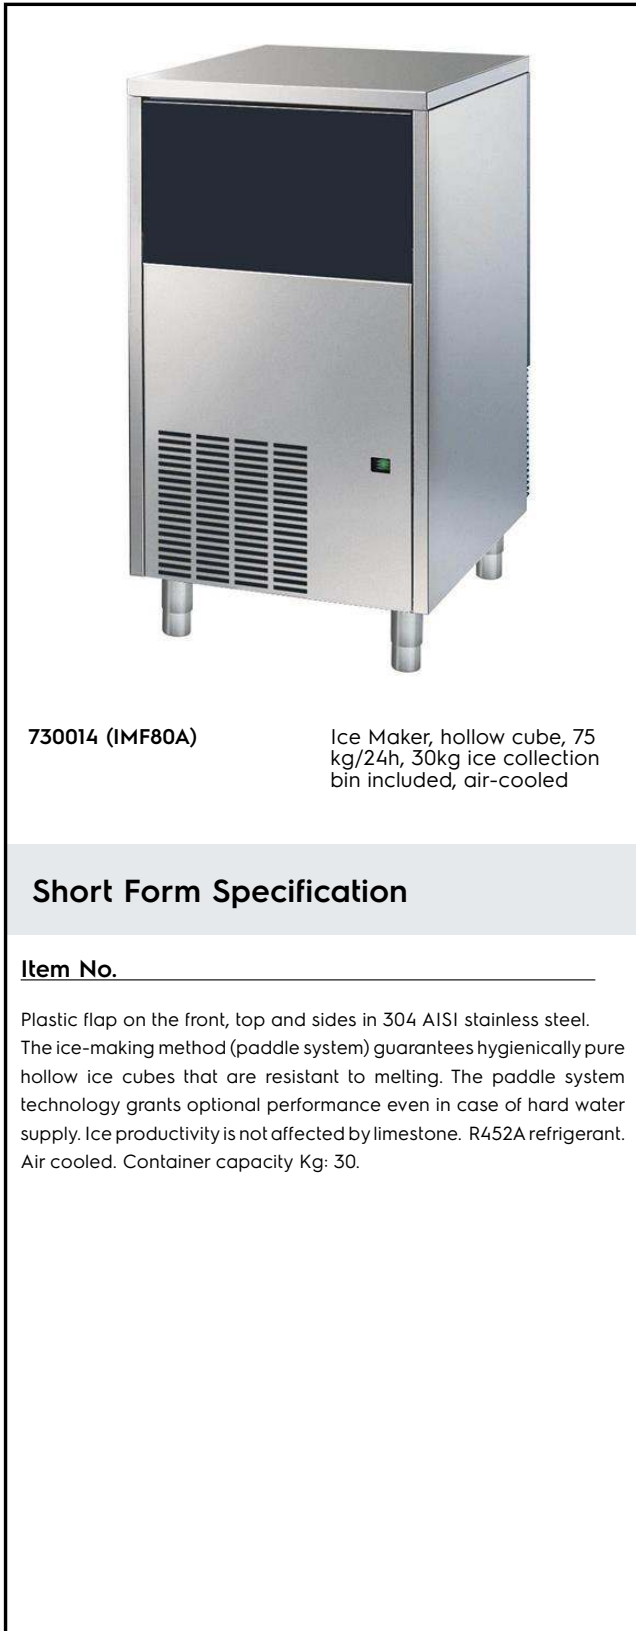 730014 (IMF80A)
Ice Maker, hollow cube, 75
kg/24h, 30kg ice collection
bin included, air-cooled
Short Form Specification
Item No.
Plastic flap on the front, top and sides in 304 AISI stainless steel.
The ice-making method (paddle system) guarantees hygienically pure
hollow ice cubes that are resistant to melting. The paddle system
technology grants optional performance even in case of hard water
supply. Ice productivity is not affected by limestone. R452A refrigerant.
Air cooled. Container capacity Kg: 30.